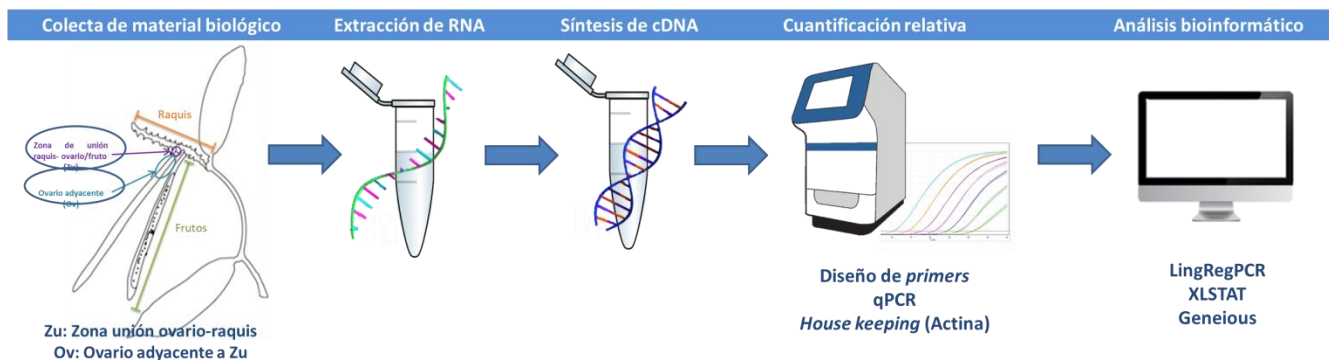 Colecta de material biológico
Extracción de RNA
Síntesis de cDNA
Cuantificación relativa
Análisis bioinformático
Raquis
Zona de unión
raquis- ovario/fruto
(Zu)
Ovario adyacente
(Ov)
Frutos
Zu: Zona unión ovario-raquis
Ov: Ovario adyacente a Zu
Diseño de primers
qPCR
House keeping (Actina)
LingRegPCR
XLSTAT
Geneious